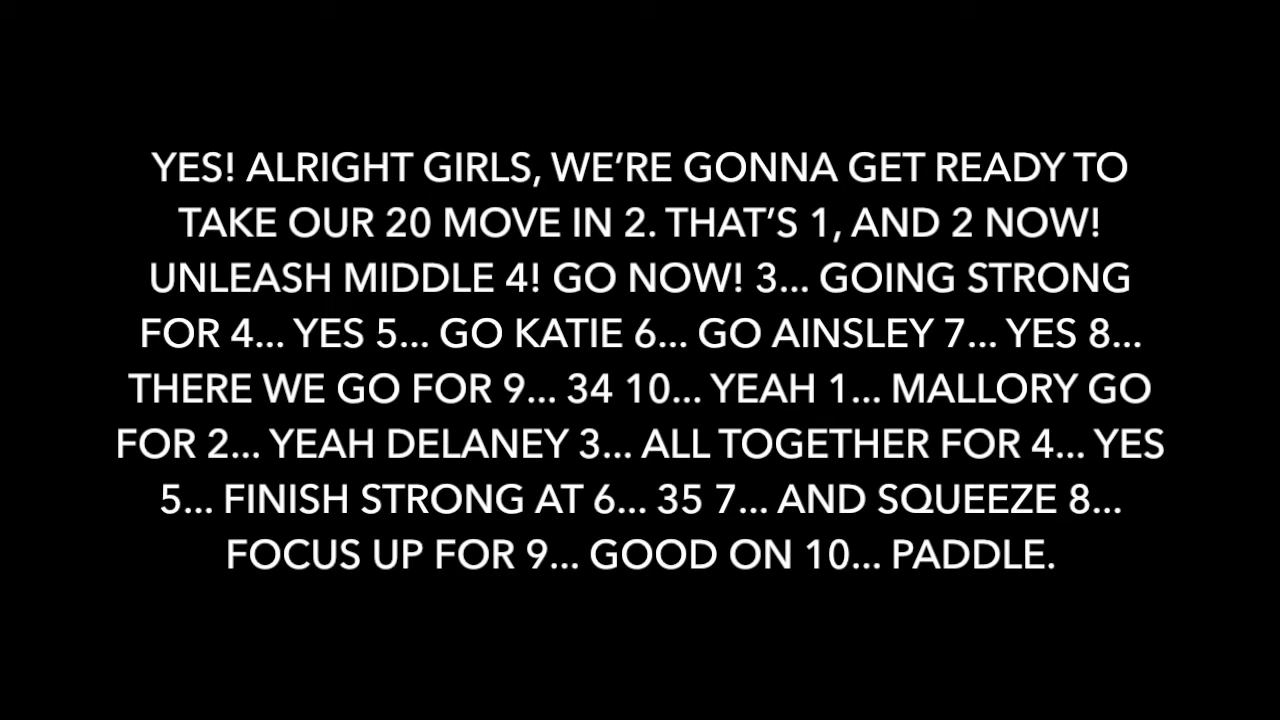 YES! ALRIGHT GIRLS, WE’RE GONNA GET READY TO
TAKE OUR 20 MOVE IN 2. THAT’S 1, AND 2 NOW!
UNLEASH MIDDLE 4! GO NOW! 3... GOING STRONG
FOR 4... YES 5... GO KATIE 6... GO AINSLEY 7... YES 8...
THERE WE GO FOR 9... 34 10... YEAH 1... MALLORY GO
FOR 2... YEAH DELANEY 3... ALL TOGETHER FOR 4... YES
5... FINISH STRONG AT 6... 35 7... AND SQUEEZE 8...
FOCUS UP FOR 9... GOOD ON 10... PADDLE.